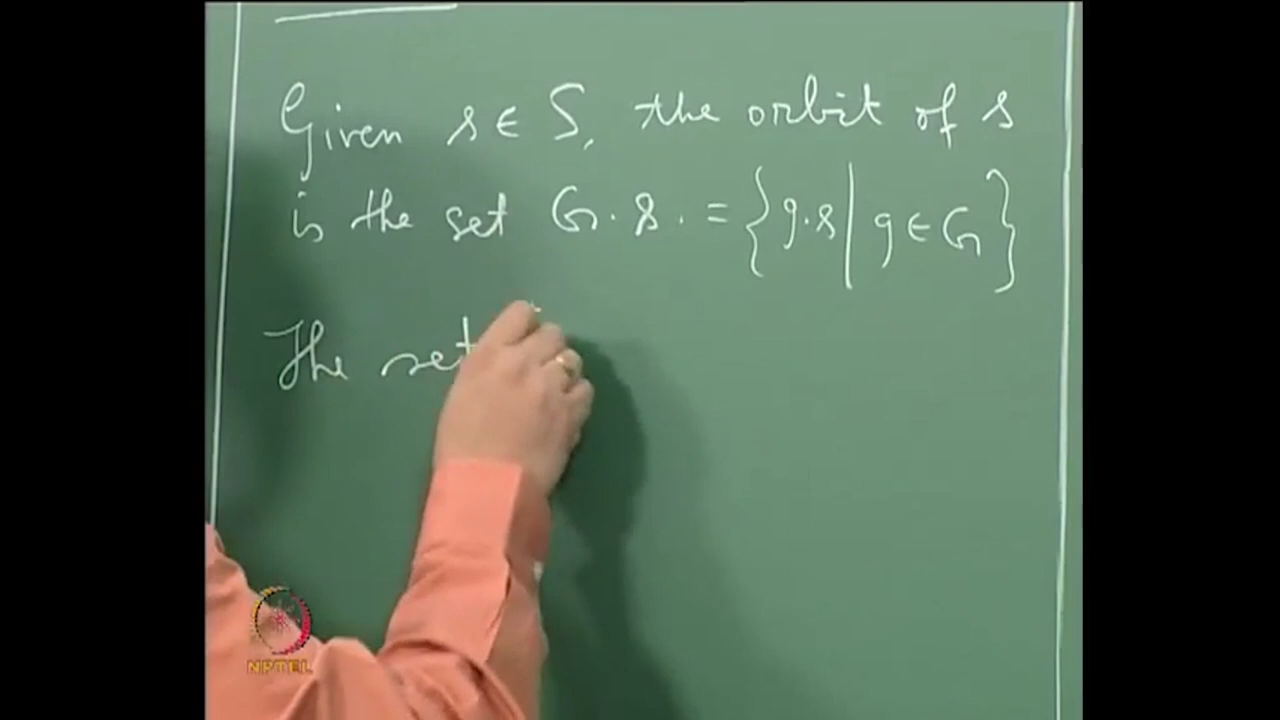 Given s ∈ S, the orbit of s
is the set G · s . = { g.s | g ∈ G }
The set
NPTEL